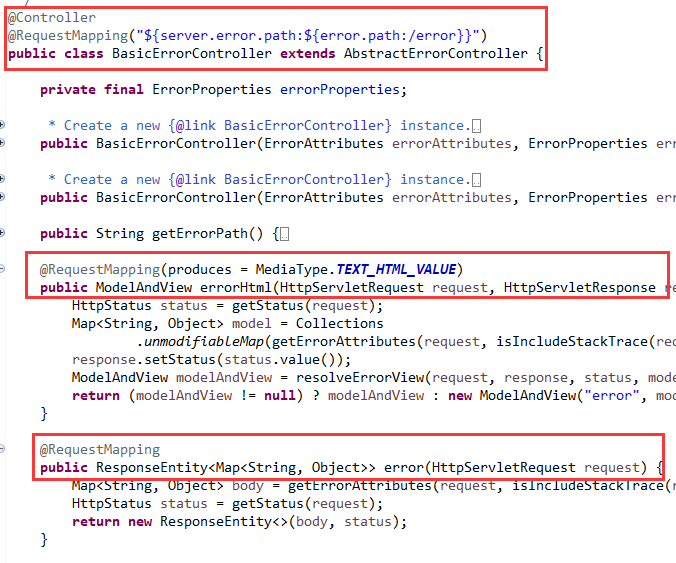 @Controller
@RequestMapping("${server.error.path:${error.path:/error}}")
public class BasicErrorController extends AbstractErrorController {
private final ErrorProperties errorProperties;
* Create a new {@link BasicErrorController} instance.
public BasicErrorController(ErrorAttributes errorAttributes, ErrorProperties err
* Create a new {@link BasicErrorController} instance.
public BasicErrorController(ErrorAttributes errorAttributes, ErrorProperties err
public String getErrorPath() {
@RequestMapping(produces = MediaType.TEXT_HTML_VALUE)
public ModelAndView errorHtml(HttpServletRequest request, HttpServletResponse re
HttpStatus status = getStatus(request);
Map<String, Object> model = Collections
.unmodifiableMap(getErrorAttributes(request, isIncludeStackTrace(req
response.setStatus(status.value());
ModelAndView modelAndView = resolveErrorView(request, response, status, mode
return (modelAndView != null) ? modelAndView : new ModelAndView("error", mod
}
@RequestMapping
public ResponseEntity<Map<String, Object>> error(HttpServletRequest request) {
Map<String, Object> body = getErrorAttributes(request, isIncludeStackTrace(r
HttpStatus status = getStatus(request);
return new ResponseEntity<>(body, status);
}